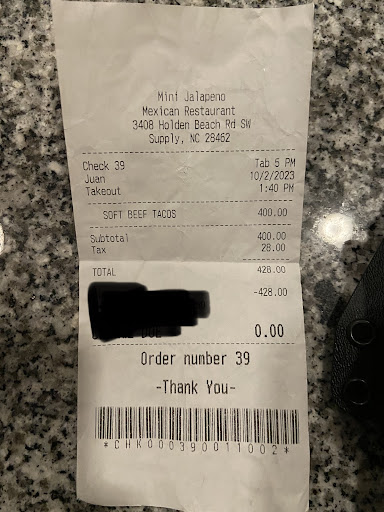 Mini Jalapeno
Mexican Restaurant
3408 Holden Beach Rd SW
Supply, NC 28462
Check 39 Tab 5 PM
Juan 10/2/2023
Takeout 1:40 PM
SOFT BEEF TACOS 400.00
Subtotal 400.00
Tax 28.00
TOTAL 428.00
-428.00
DUE 0.00
Order number 39
-Thank You-
*CHK000390011002*